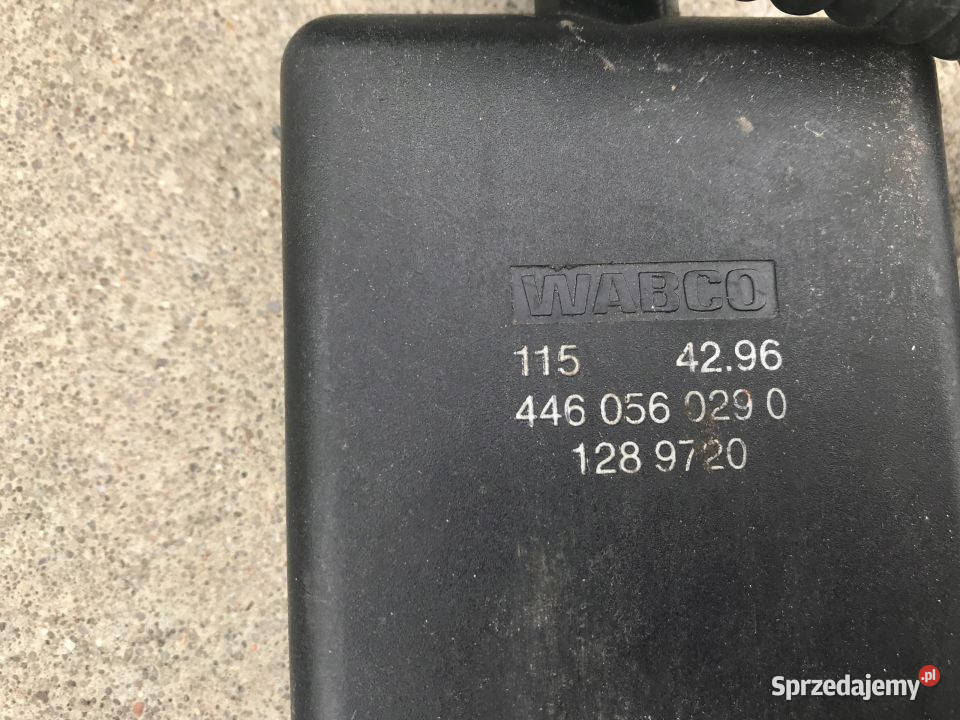 WABCO
115 42.96
446 056 029 0
128 9720
Sprzedajemy.pl